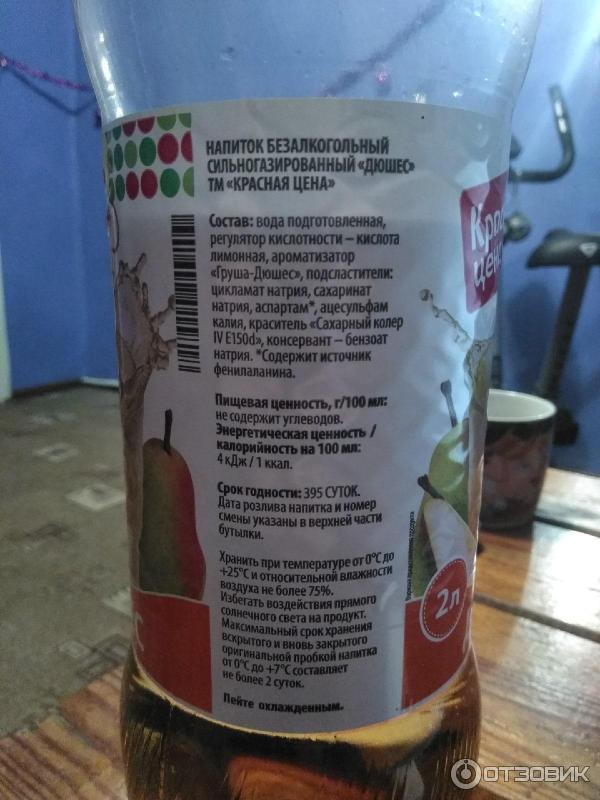 НАПИТОК БЕЗАЛКОГОЛЬНЫЙ
СИЛЬНОГАЗИРОВАННЫЙ «ДЮШЕС»
ТМ «КРАСНАЯ ЦЕНА»
Состав: вода подготовленная,
регулятор кислотности – кислота
лимонная, ароматизатор
«Груша-Дюшес», подсластители:
цикламат натрия, сахаринат
натрия, аспартам*, ацесульфам
калия, краситель «Сахарный колер
IV Е150d», консервант – бензоат
натрия. *Содержит источник
фенилаланина.
Пищевая ценность, г/100 мл:
не содержит углеводов.
Энергетическая ценность /
калорийность на 100 мл:
4 кДж / 1 ккал.
Срок годности: 395 СУТОК.
Дата розлива напитка и номер
смены указаны в верхней части
бутылки.
Хранить при температуре от 0°С до
+25°С и относительной влажности
воздуха не более 75%.
Избегать воздействия прямого
солнечного света на продукт.
Максимальный срок хранения
вскрытого и вновь закрытого
оригинальной пробкой напитка
от 0°С до +7°С составляет
не более 2 суток.
Пейте охлажденным.
Крас
цен
2л
ОТЗОВИК